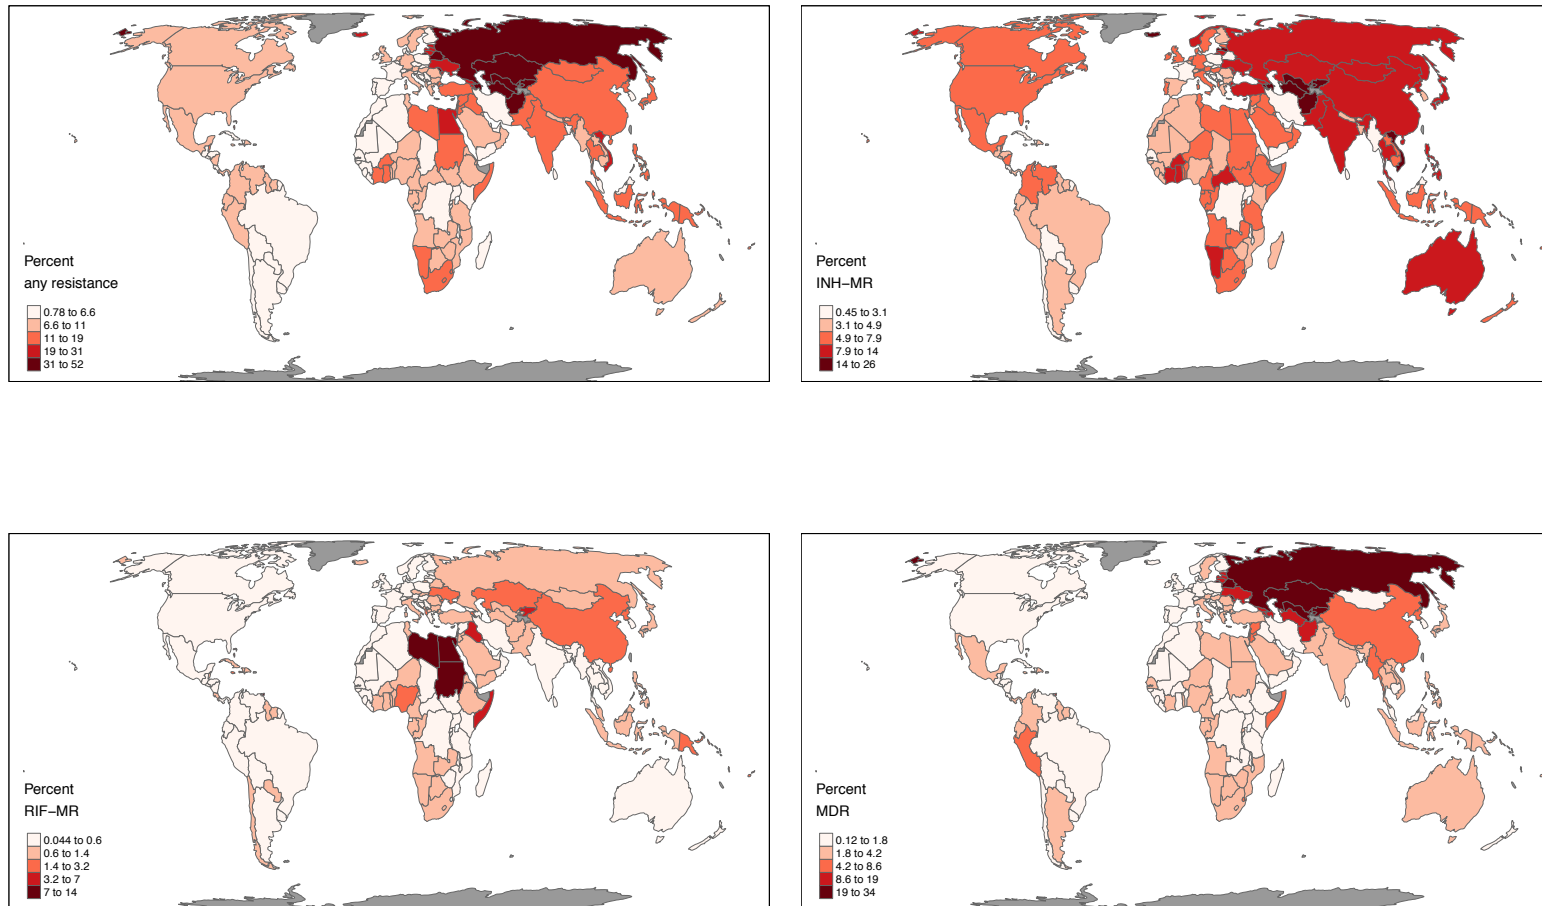 Percent
any resistance
0.78 to 6.6
6.6 to 11
11 to 19
19 to 31
31 to 52
Percent
INH−MR
0.45 to 3.1
3.1 to 4.9
4.9 to 7.9
7.9 to 14
14 to 26
Percent
RIF−MR
0.044 to 0.6
0.6 to 1.4
1.4 to 3.2
3.2 to 7
7 to 14
Percent
MDR
0.12 to 1.8
1.8 to 4.2
4.2 to 8.6
8.6 to 19
19 to 34